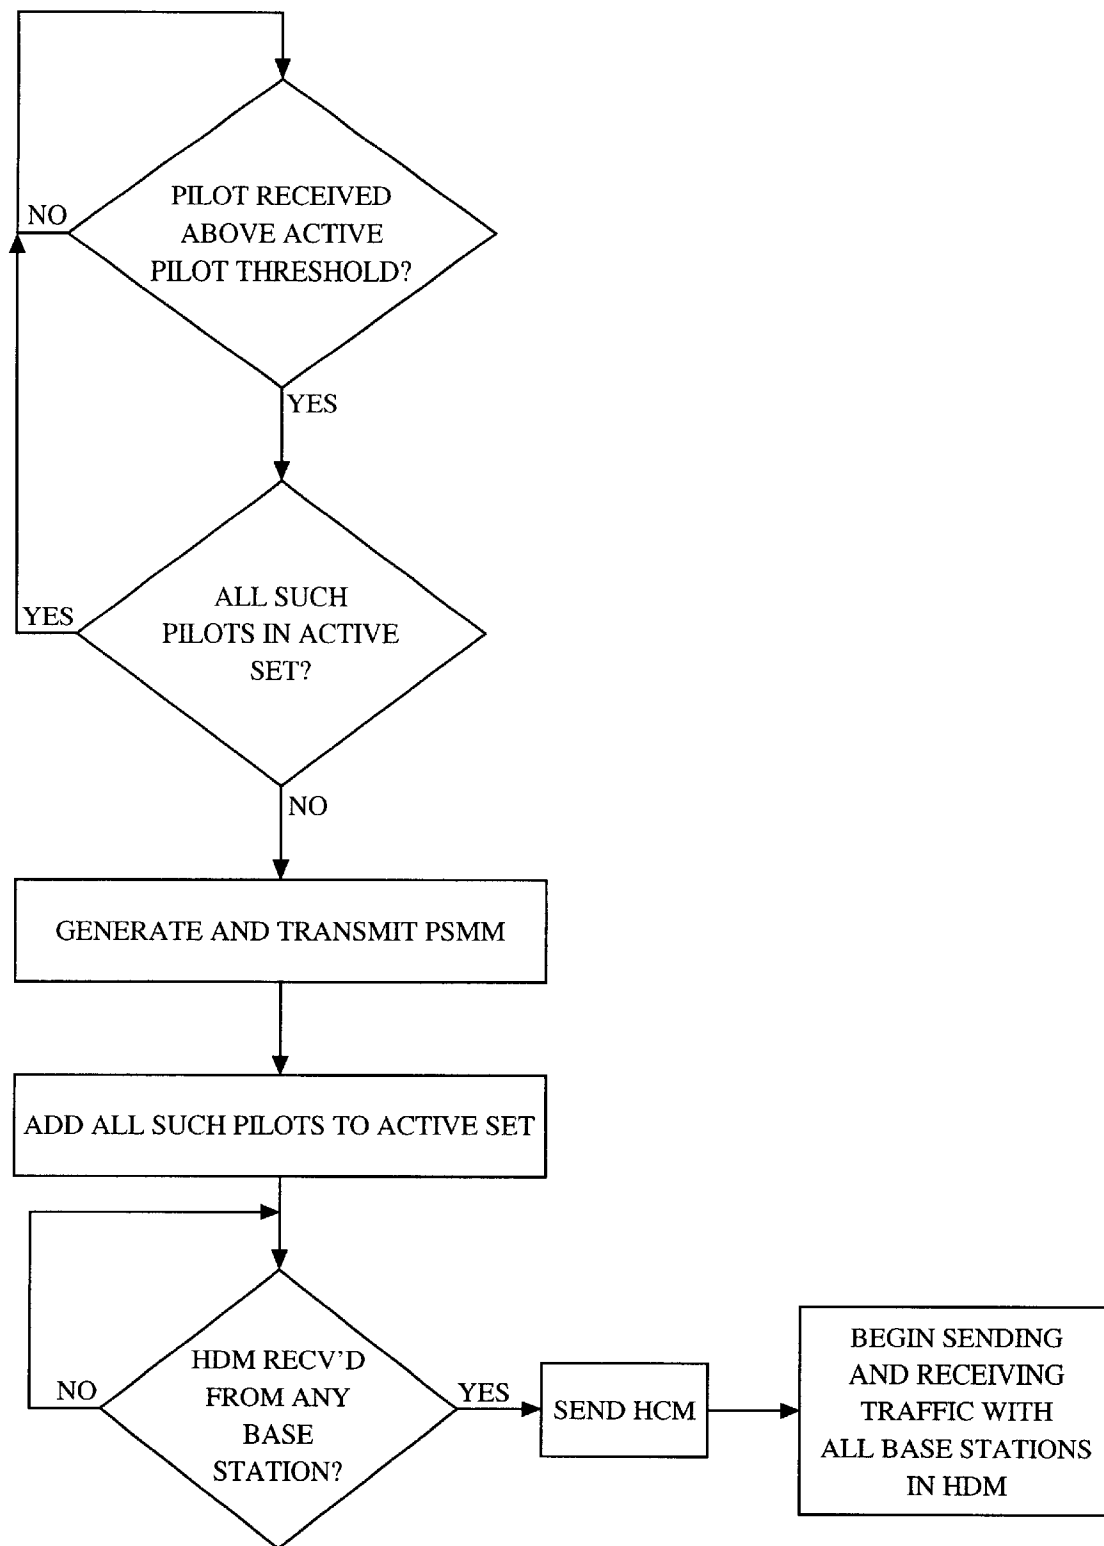 PILOT RECEIVED
ABOVE ACTIVE
PILOT THRESHOLD?
NO
YES
ALL SUCH
PILOTS IN ACTIVE
SET?
YES
NO
GENERATE AND TRANSMIT PSMM
ADD ALL SUCH PILOTS TO ACTIVE SET
HDM RECV'D
FROM ANY
BASE
STATION?
NO
YES
SEND HCM
BEGIN SENDING
AND RECEIVING
TRAFFIC WITH
ALL BASE STATIONS
IN HDM